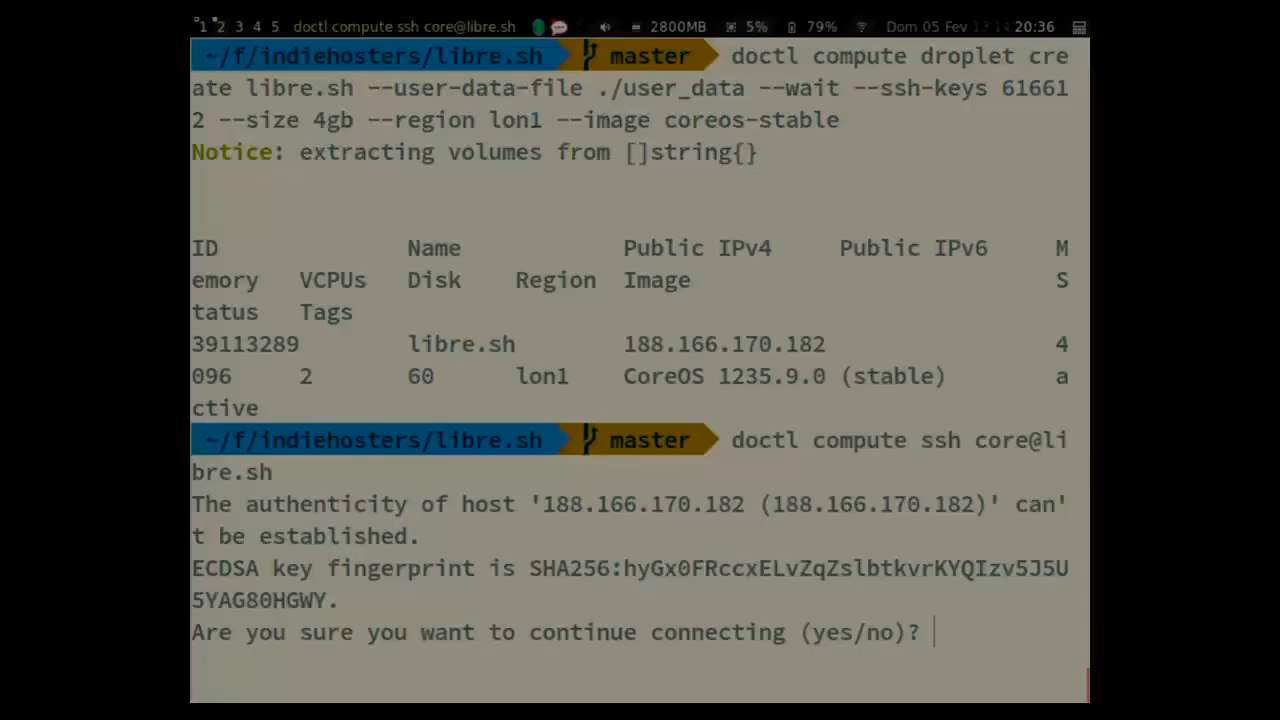 1 2 3 4 5 doctl compute ssh core@libre.sh 2800MB 5% 79% Dom 05 Fev 13:14 20:36
~/f/indiehosters/libre.sh master doctl compute droplet cre
ate libre.sh --user-data-file ./user_data --wait --ssh-keys 61661
2 --size 4gb --region lon1 --image coreos-stable
Notice: extracting volumes from []string{}
ID Name Public IPv4 Public IPv6 M
emory VCPUs Disk Region Image S
tatus Tags
39113289 libre.sh 188.166.170.182 4
096 2 60 lon1 CoreOS 1235.9.0 (stable) a
ctive
~/f/indiehosters/libre.sh master doctl compute ssh core@li
bre.sh
The authenticity of host '188.166.170.182 (188.166.170.182)' can'
t be established.
ECDSA key fingerprint is SHA256:hyGx0FRccxELvZqZslbtkvrKYQIzv5J5U
5YAG80HGWY.
Are you sure you want to continue connecting (yes/no)?